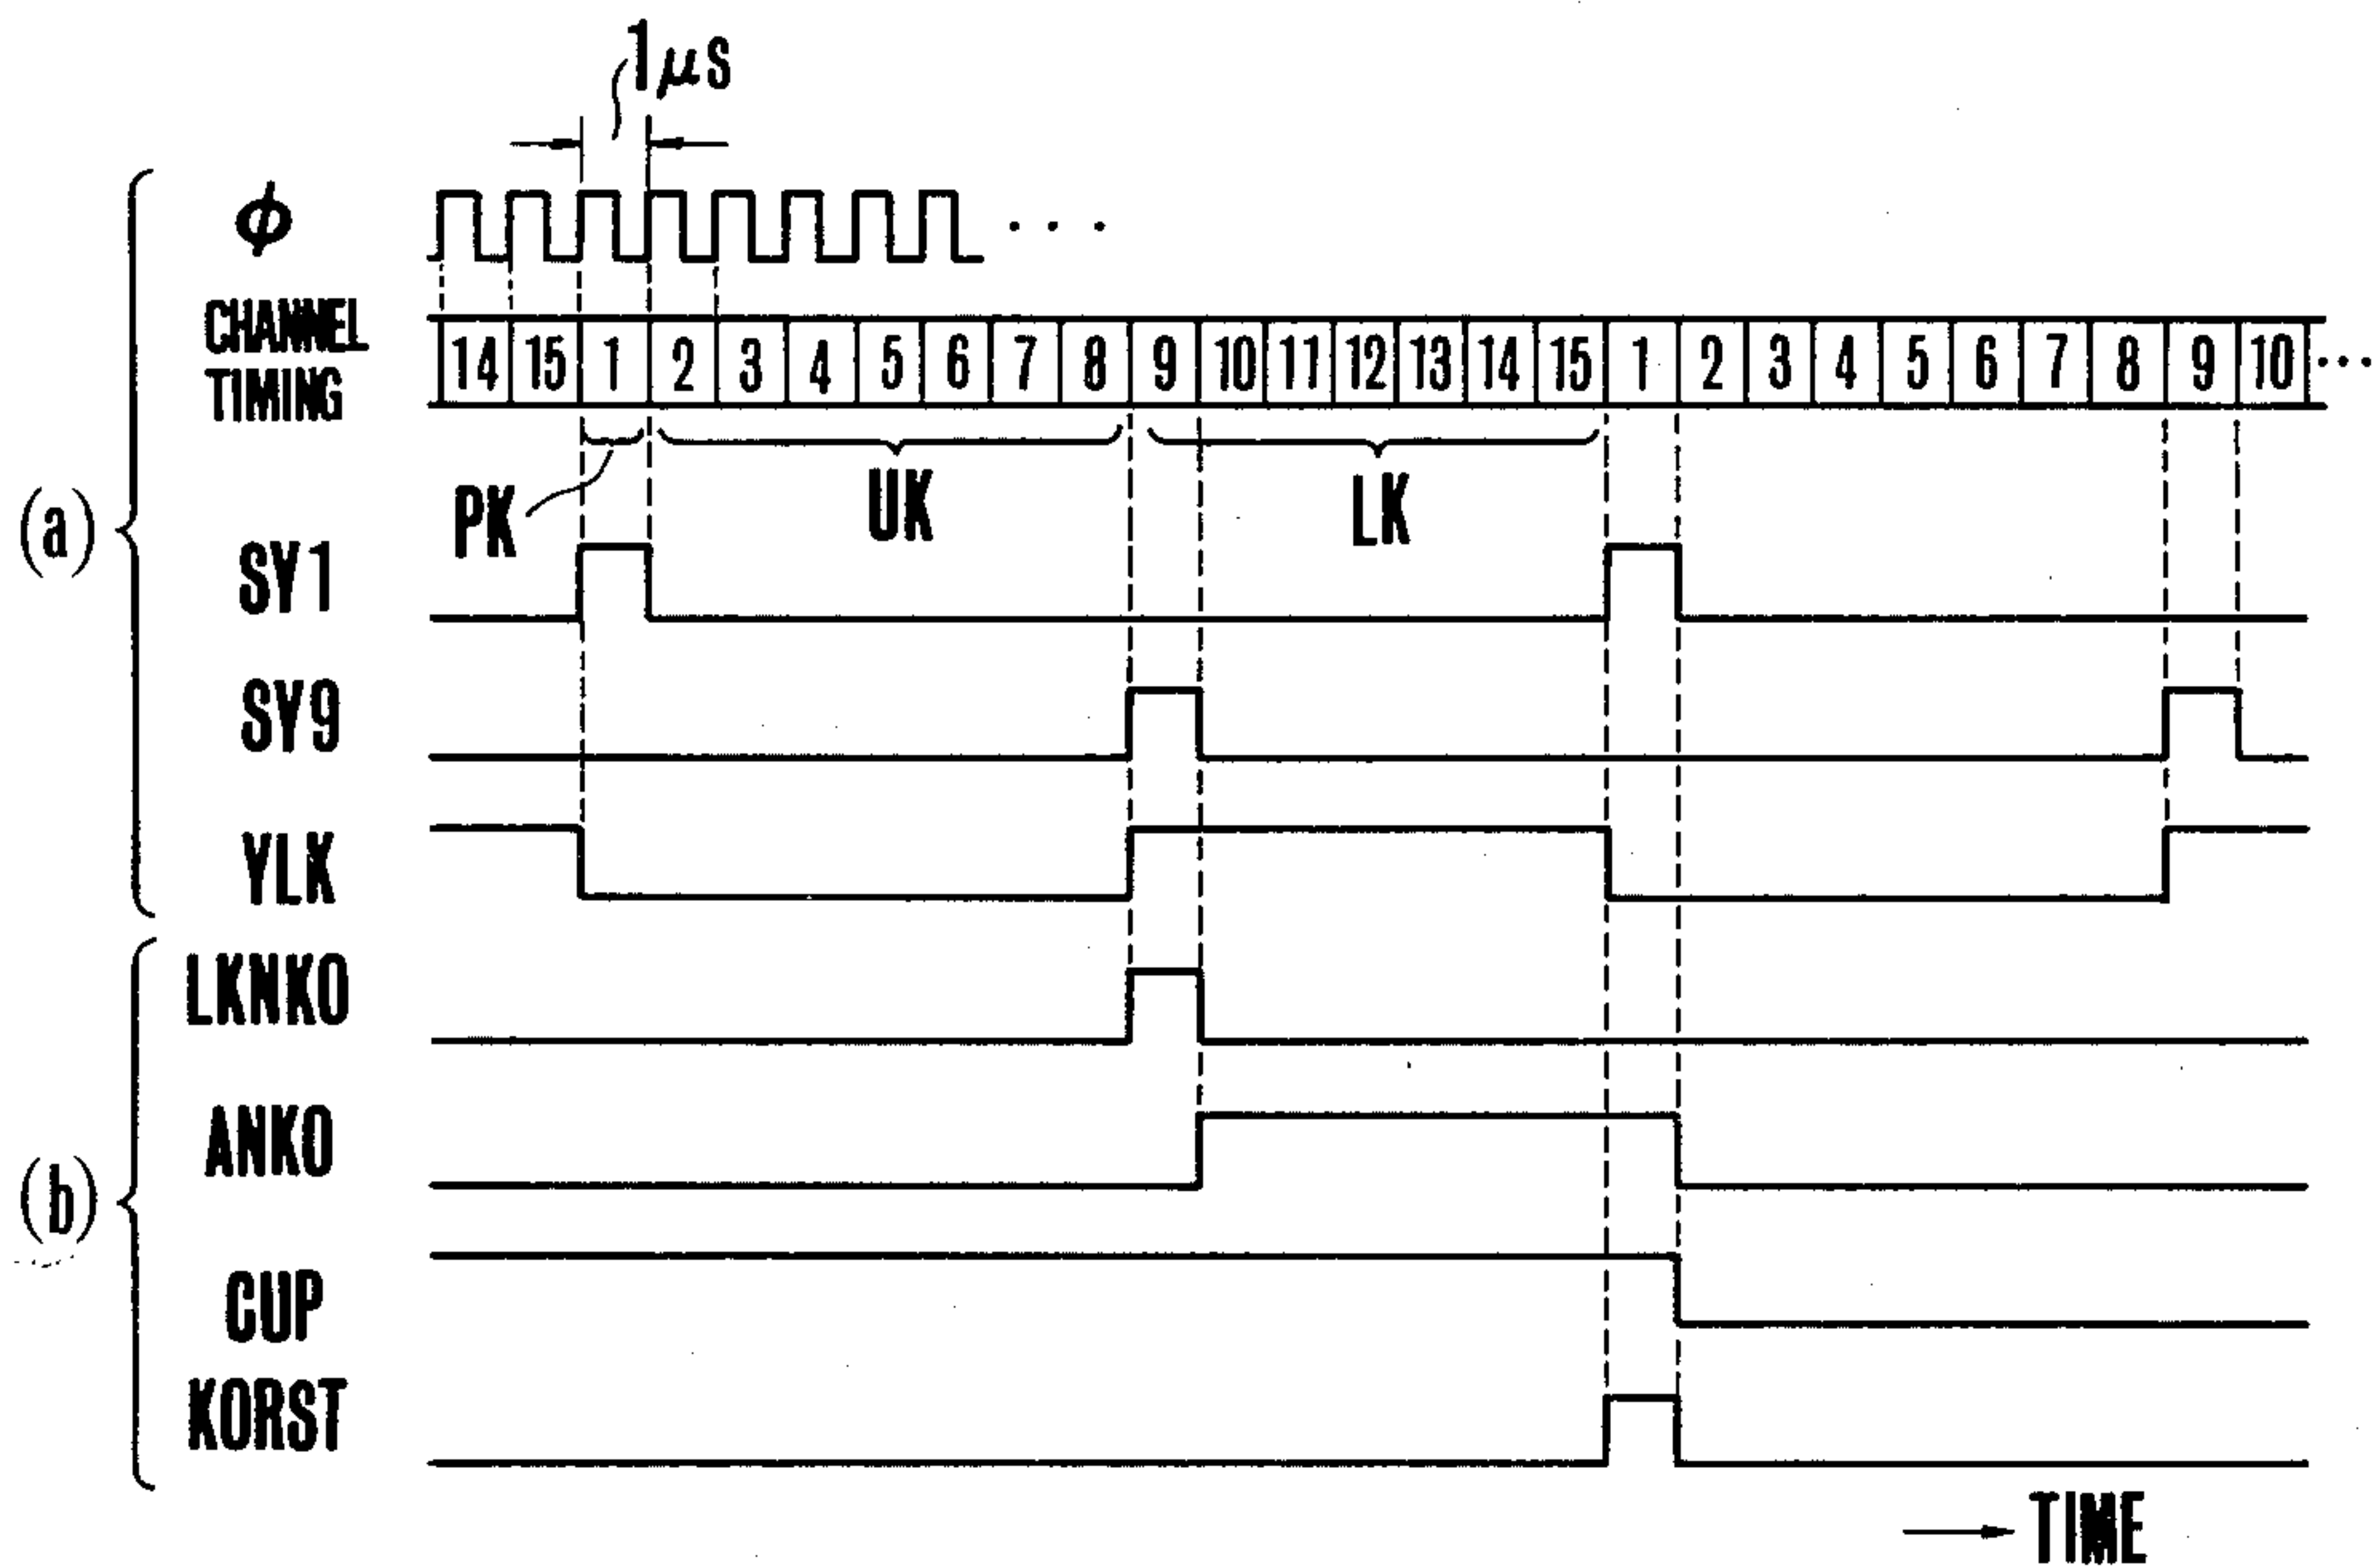 1μs
ϕ
CHANNEL
TIMING
14 15 1 2 3 4 5 6 7 8 9 10 11 12 13 14 15 1 2 3 4 5 6 7 8 9 10 ...
(a)
PK
UK
LK
SY1
SY9
YLK
(b)
LKNKO
ANKO
CUP
KORST
TIME